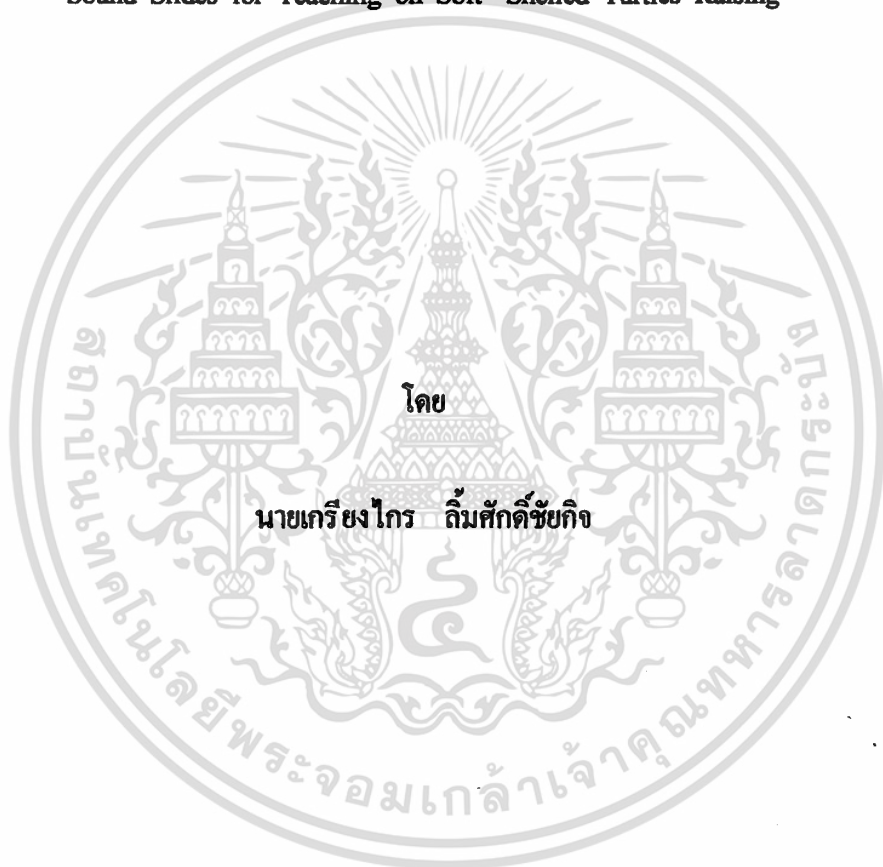 Sound Slides for Teaching on Soft - Shelled Turtles Raising
โดย
นายเกรียงไกร ลิ้มศักดิ์ชัยกิจ
สถาบันเทคโนโลยีพระจอมเกล้าเจ้าคุณทหารลาดกระบัง